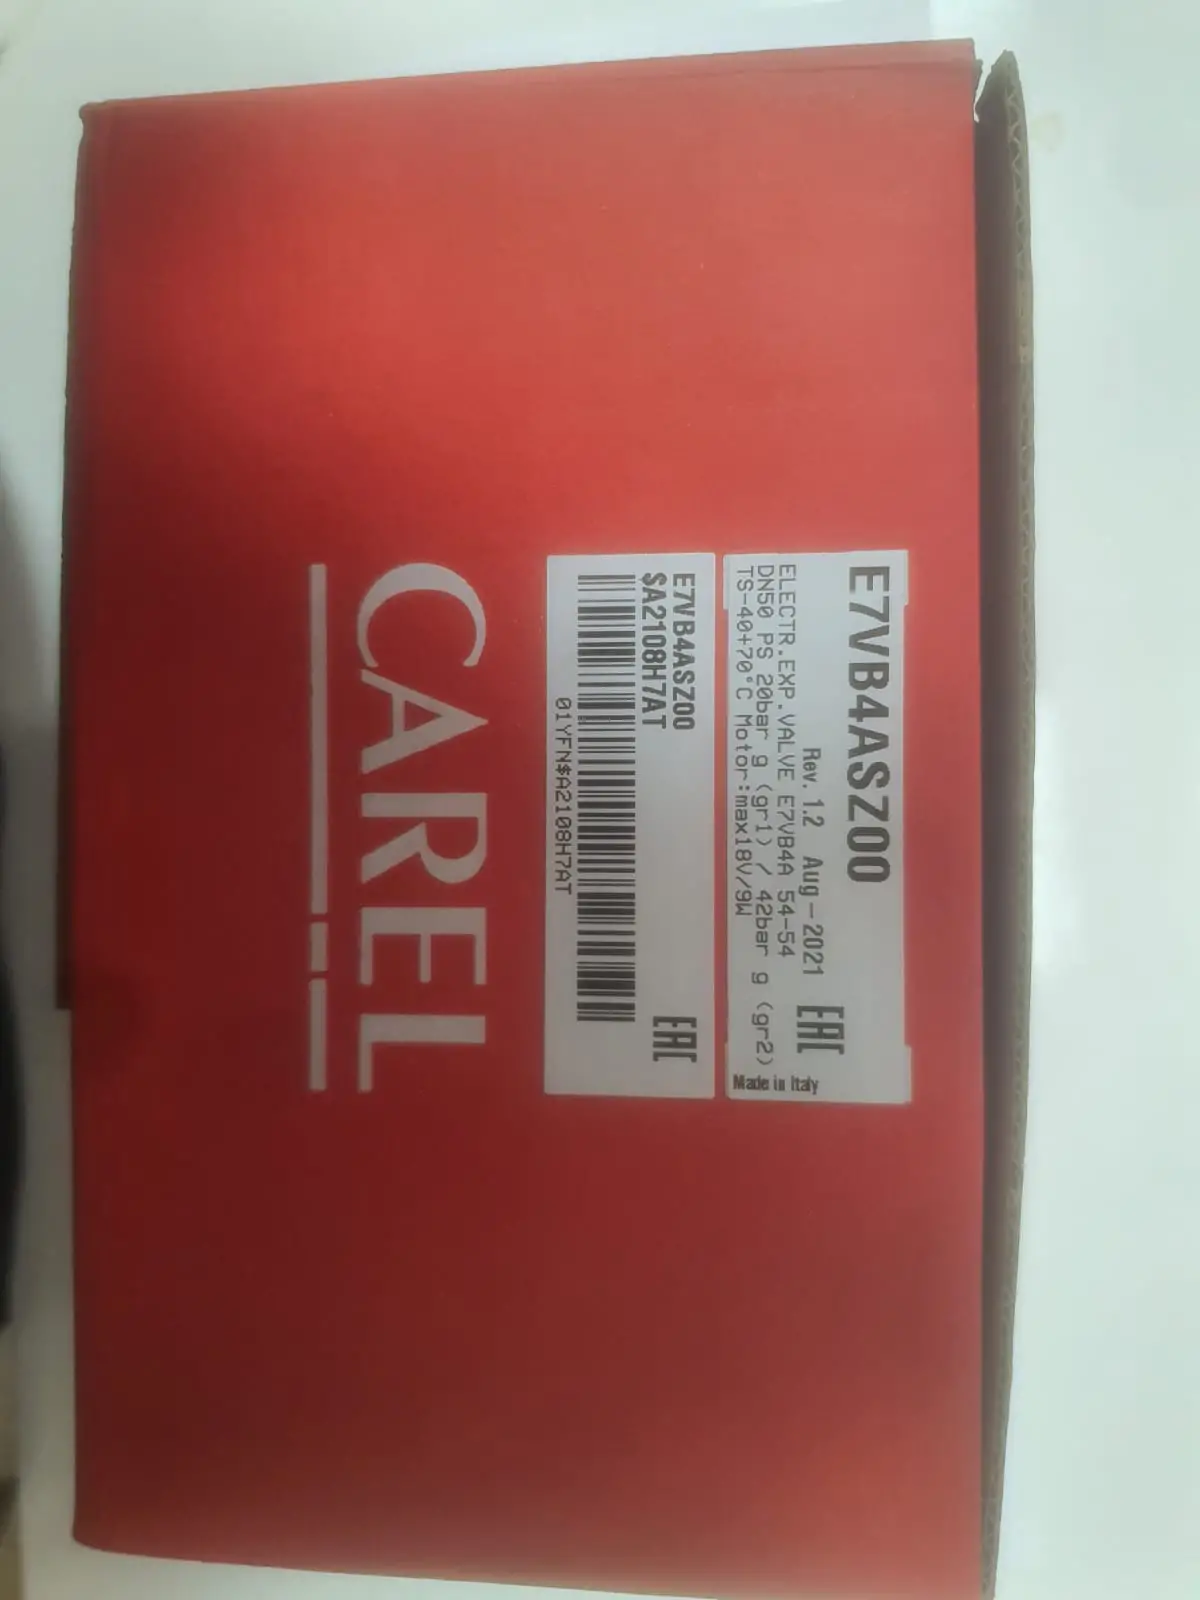 E7VB4ASZ00
Rev. 1.2 Aug-2021 EAC
ELECTR.EXP.VALVE E7VB4A 54-54
DN50 PS 20bar g (gr1) / 42bar g (gr2)
TS-40+70°C Motor:max18V/9W
Made in Italy
E7VB4ASZ00
$A2108H7AT
EAC
01YFN$A2108H7AT
CAREL